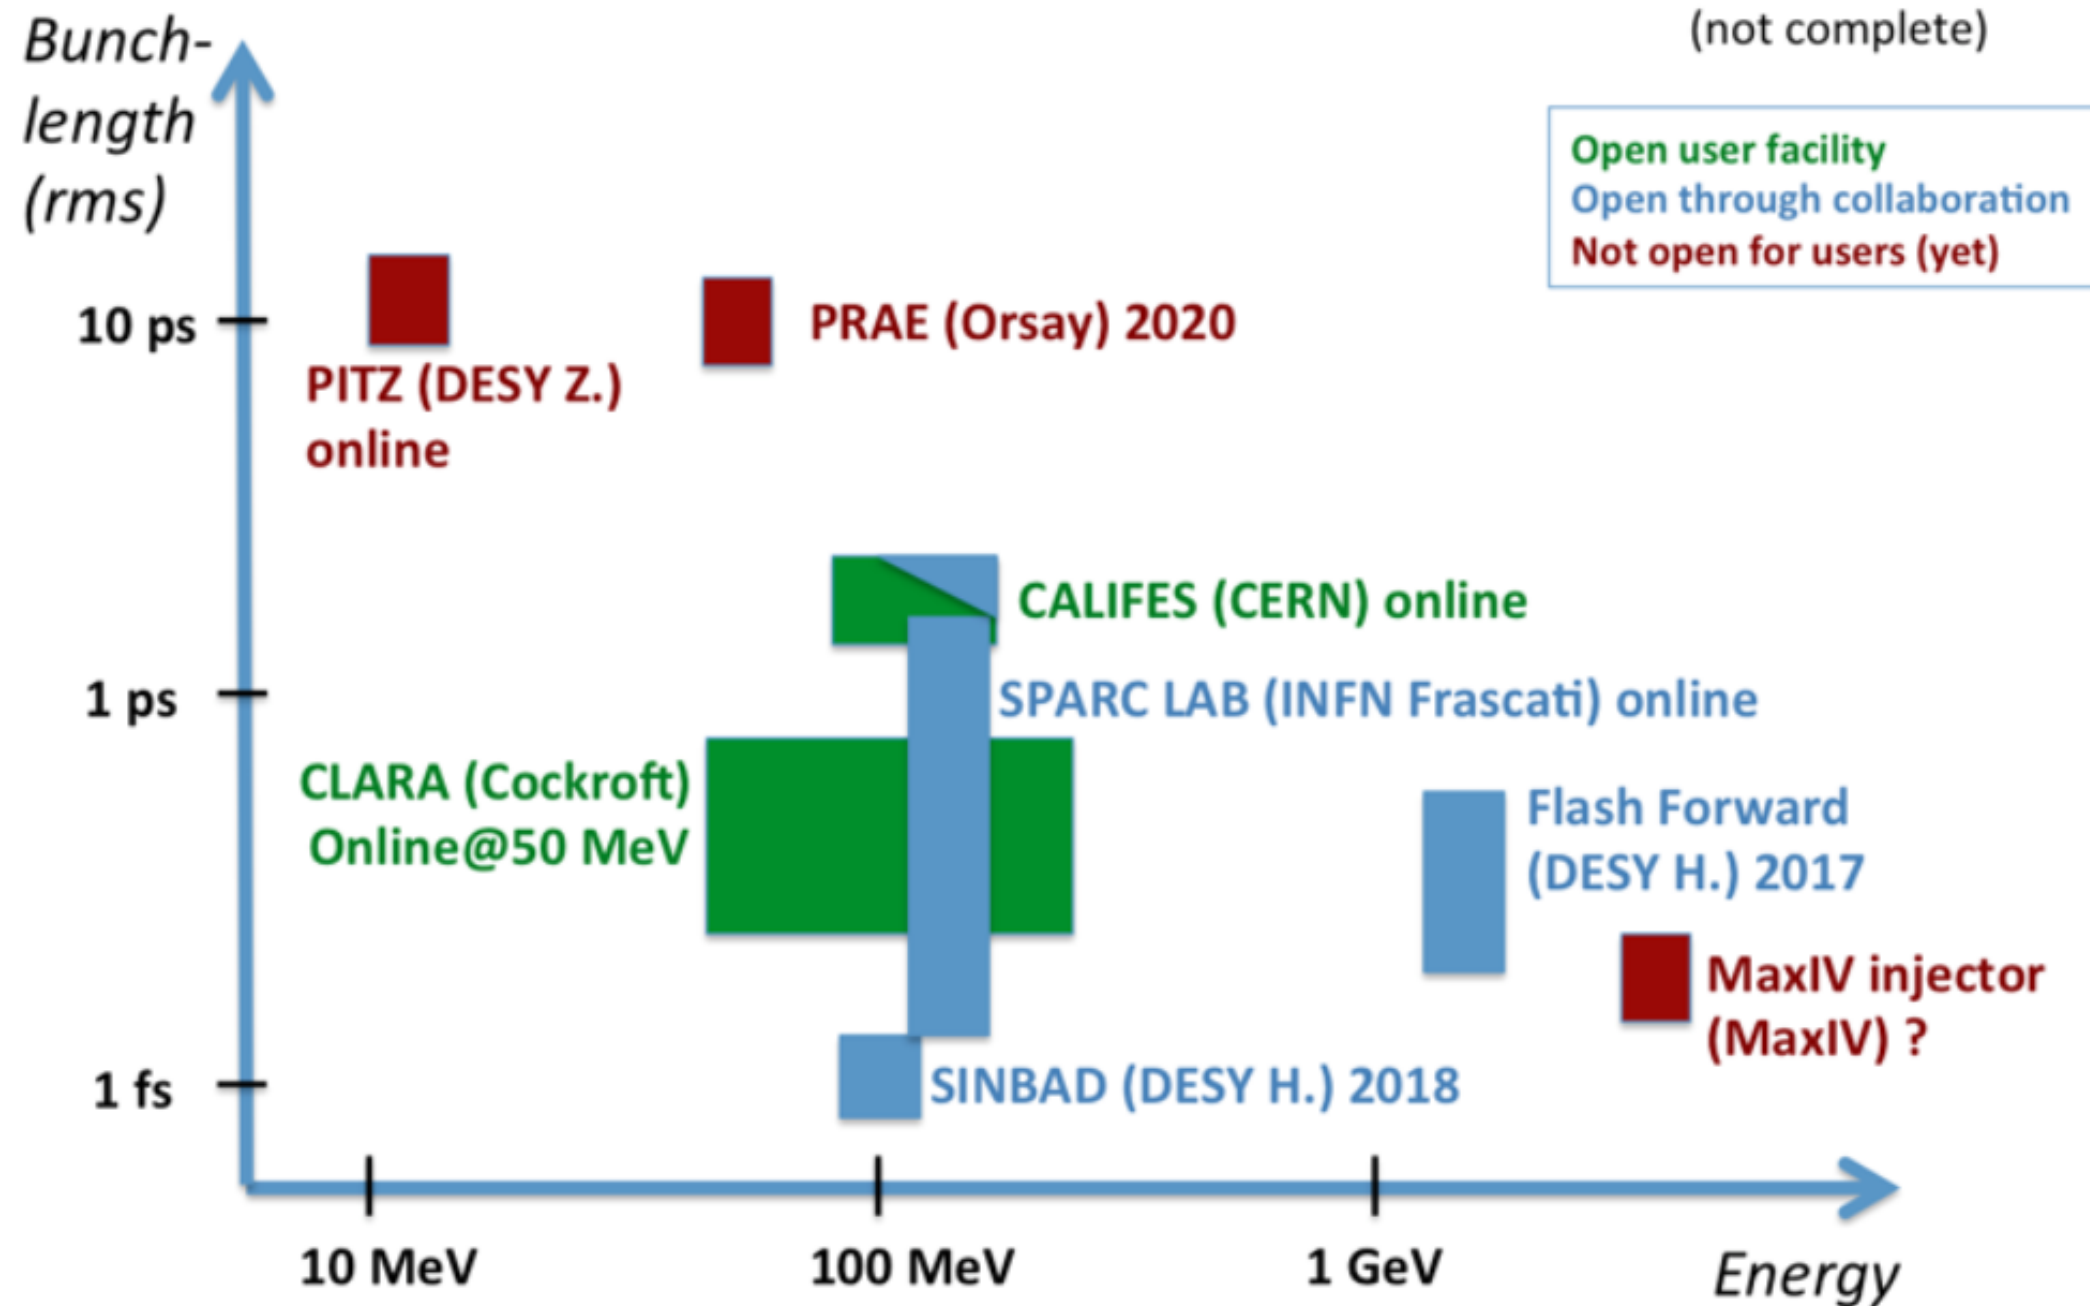 Bunch-
length
(rms)
(not complete)
Open user facility
Open through collaboration
Not open for users (yet)
10 ps
PITZ (DESY Z.)
online
PRAE (Orsay) 2020
CALIFES (CERN) online
1 ps
SPARC LAB (INFN Frascati) online
CLARA (Cockroft)
Online@50 MeV
Flash Forward
(DESY H.) 2017
MaxIV injector
(MaxIV) ?
1 fs
SINBAD (DESY H.) 2018
10 MeV
100 MeV
1 GeV
Energy